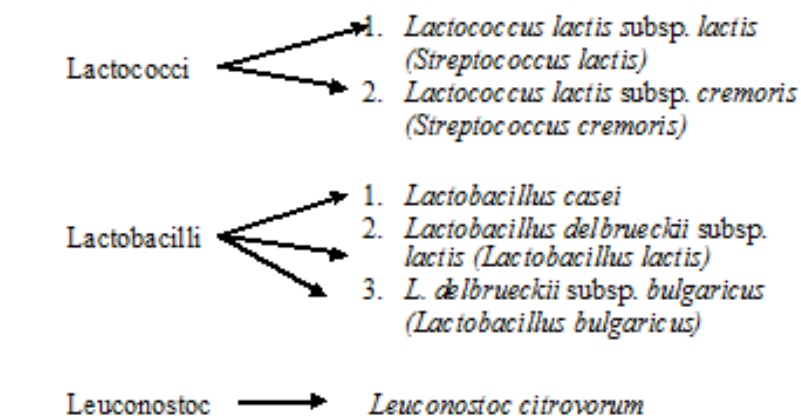 1. Lactococcus lactis subsp. lactis
Lactococci
(Streptococcus lactis)
2. Lactococcus lactis subsp. cremoris
(Streptococcus cremoris)
1. Lactobacillus casei
Lactobacilli
2. Lactobacillus delbrueckii subsp.
lactis (Lactobacillus lactis)
3. L. delbrueckii subsp. bulgaricus
(Lactobacillus bulgaricus)
Leuconostoc Leuconostoc citrovorum